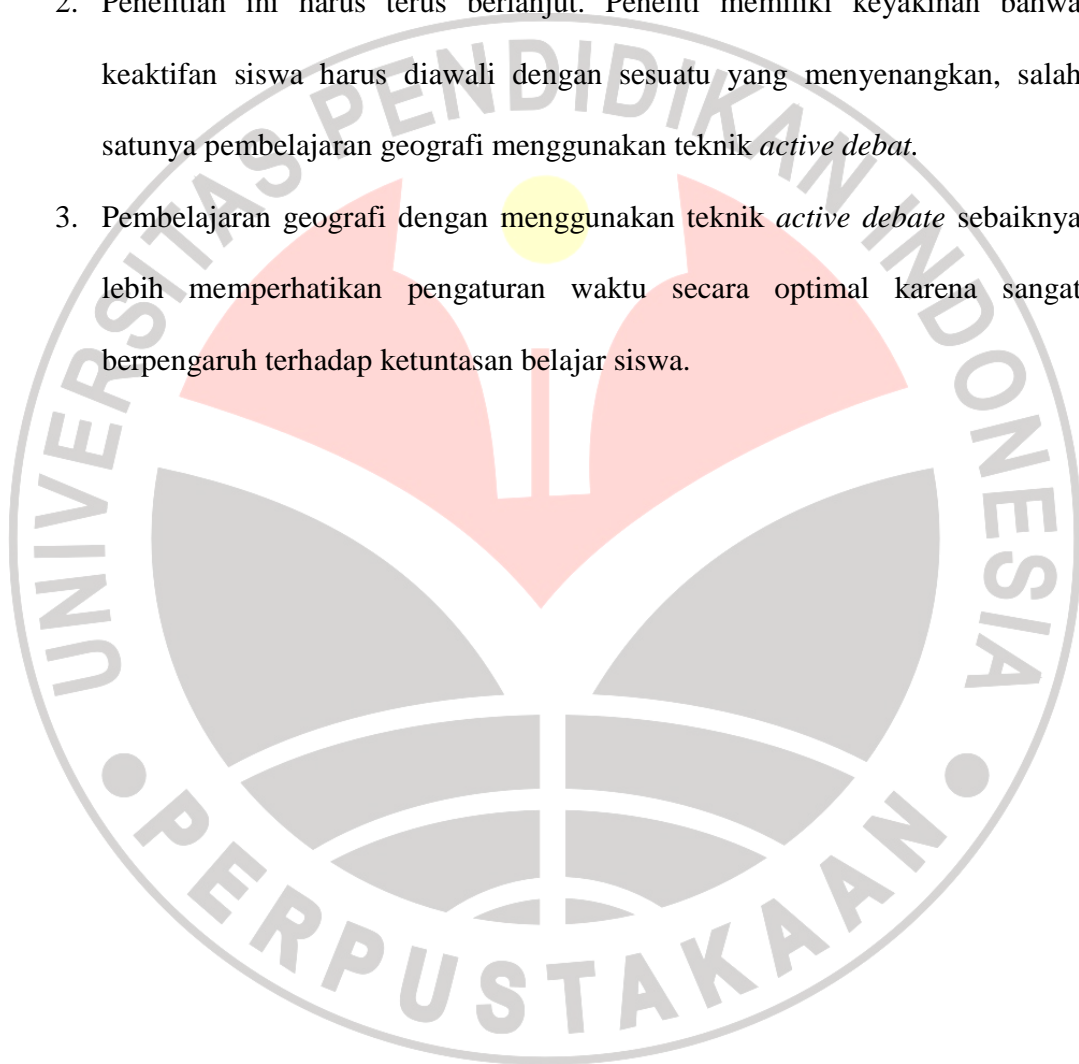 2. Penelitian ini harus terus berlanjut. Peneliti memiliki keyakinan bahwa
keaktifan siswa harus diawali dengan sesuatu yang menyenangkan, salah
satunya pembelajaran geografi menggunakan teknik active debat.
3. Pembelajaran geografi dengan menggunakan teknik active debate sebaiknya
lebih memperhatikan pengaturan waktu secara optimal karena sangat
berpengaruh terhadap ketuntasan belajar siswa.
UNIVERSITAS PENDIDIKAN INDONESIA
PERPUSTAKAAN